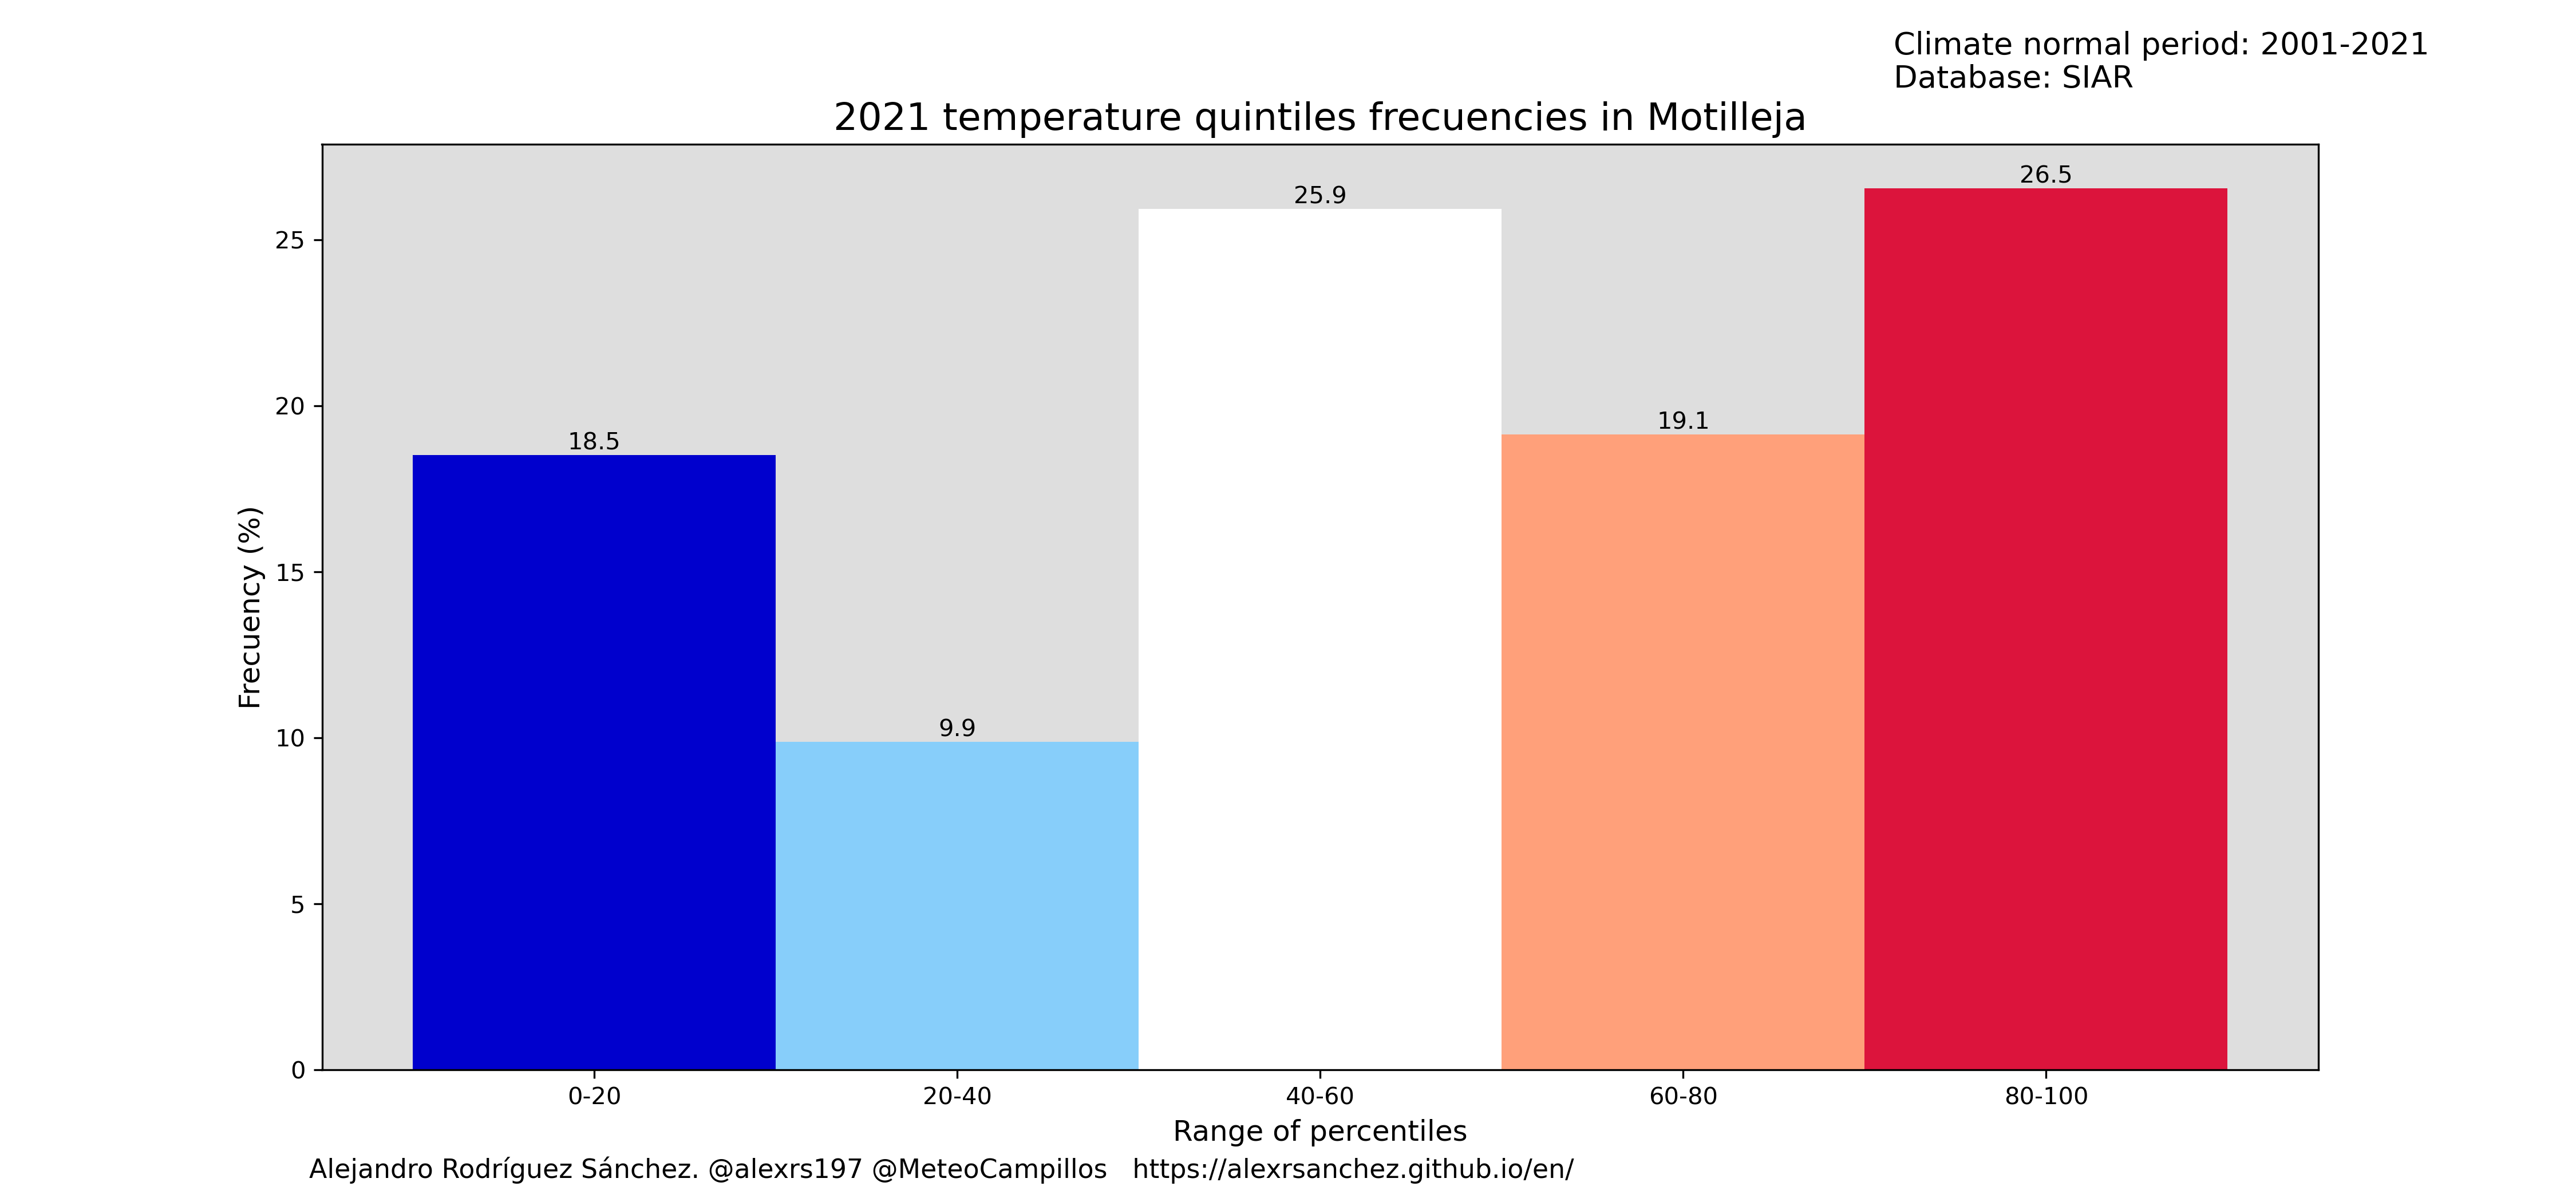 Climate normal period: 2001-2021
Database: SIAR
2021 temperature quintiles frecuencies in Motilleja
26.5
25.9
25
20
19.1
18.5
Frecuency (%)
15
10
9.9
5
0
0-20 20-40 40-60 60-80 80-100
Range of percentiles
Alejandro Rodríguez Sánchez. @alexrs197 @MeteoCampillos https://alexrsanchez.github.io/en/